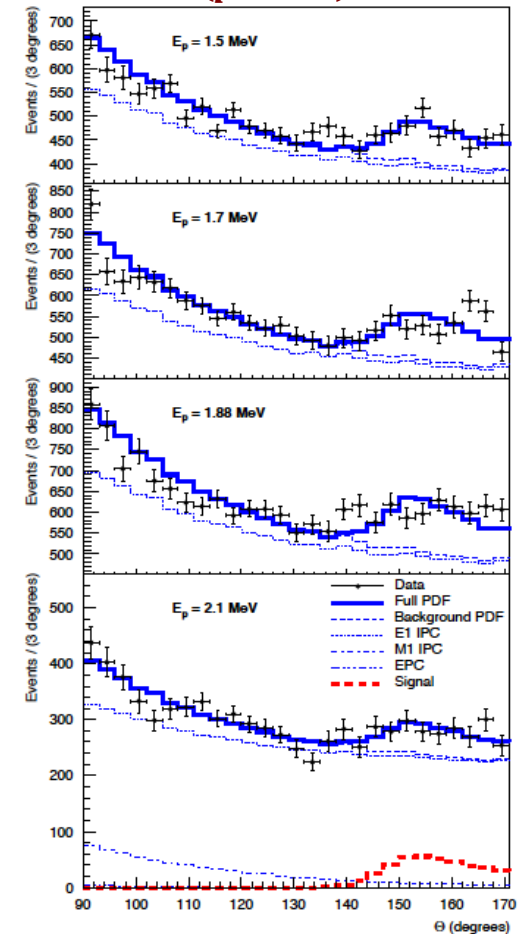 Events / (3 degrees)
700
650
600
550
500
450
400
E_p = 1.5 MeV
Events / (3 degrees)
850
800
750
700
650
600
550
500
450
E_p = 1.7 MeV
Events / (3 degrees)
900
850
800
750
700
650
600
550
500
E_p = 1.88 MeV
Events / (3 degrees)
500
400
300
200
100
0
E_p = 2.1 MeV
Data
Full PDF
Background PDF
E1 IPC
M1 IPC
EPC
Signal
90 100 110 120 130 140 150 160 170
Θ (degrees)